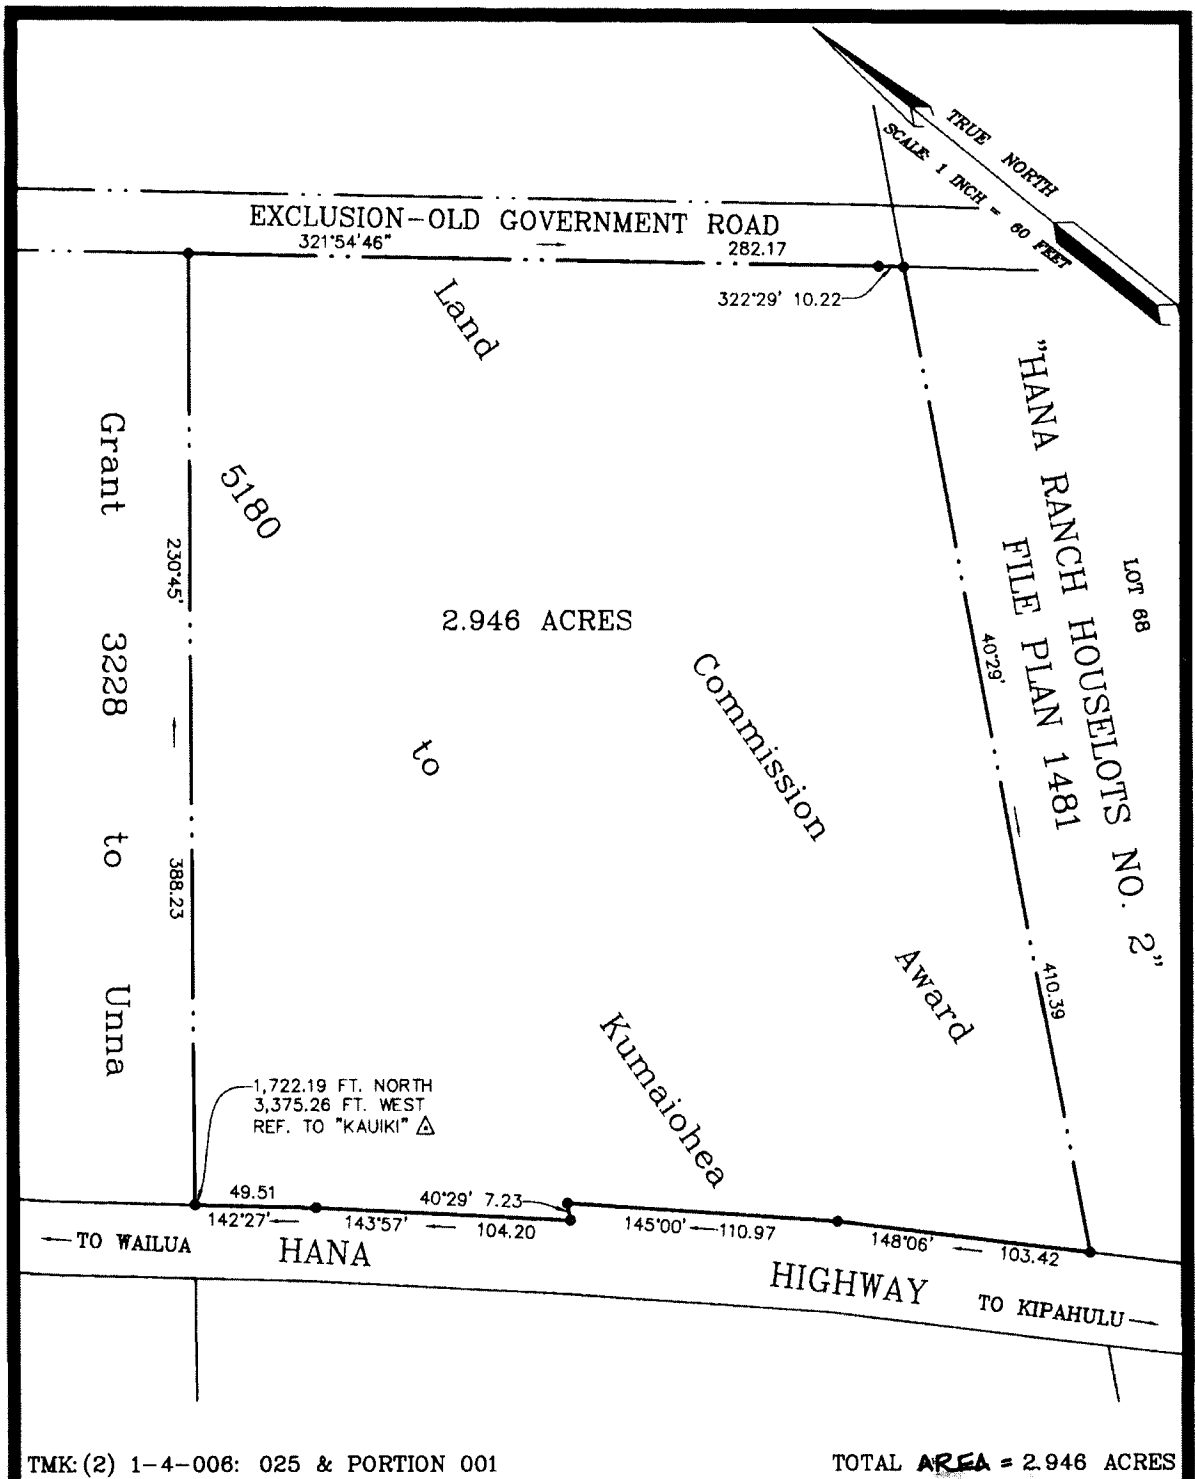 TRUE NORTH
SCALE: 1 INCH = 60 FEET
EXCLUSION-OLD GOVERNMENT ROAD
321°54'46" → 282.17
322°29' 10.22
Land
"HANA RANCH HOUSELOTS NO. 2"
FILE PLAN 1481
LOT 68
Grant 3228 to Unna
5180
230°45' 388.23
2.946 ACRES
40°29' 410.39
Commission
to
Award
Kumaiohea
1,722.19 FT. NORTH
3,375.26 FT. WEST
REF. TO "KAUIKI"
49.51
142°27' ←
40°29' 7.23
143°57' ← 104.20
145°00' ← 110.97
148°06' ← 103.42
← TO WAILUA
HANA HIGHWAY
TO KIPAHULU →
TMK: (2) 1-4-006: 025 & PORTION 001
TOTAL AREA = 2.946 ACRES